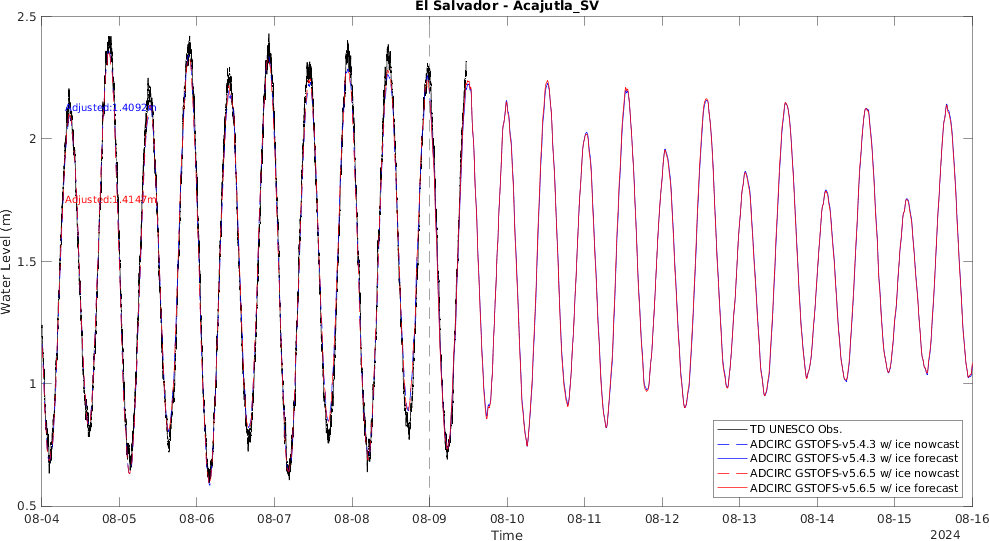 El Salvador - Acajutla_SV
2.5
2
1.5
1
0.5
Water Level (m)
Adjusted:1.4092m
Adjusted:1.4147m
TD UNESCO Obs.
ADCIRC GSTOFS-v5.4.3 w/ ice nowcast
ADCIRC GSTOFS-v5.4.3 w/ ice forecast
ADCIRC GSTOFS-v5.6.5 w/ ice nowcast
ADCIRC GSTOFS-v5.6.5 w/ ice forecast
08-04 08-05 08-06 08-07 08-08 08-09 08-10 08-11 08-12 08-13 08-14 08-15 08-16
Time
2024